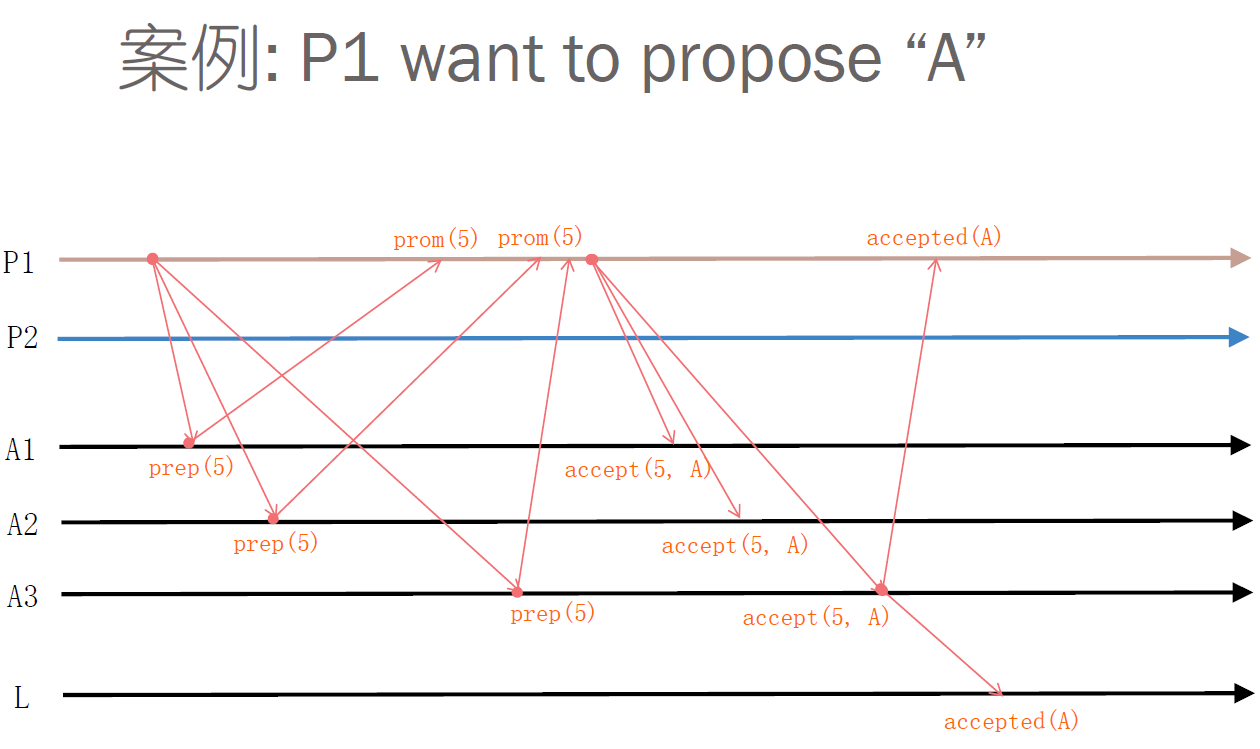 案例: P1 want to propose “A”
prom(5) prom(5) accepted(A)
P1
P2
A1
prep(5) accept(5, A)
A2
prep(5) accept(5, A)
A3
prep(5) accept(5, A)
L
accepted(A)